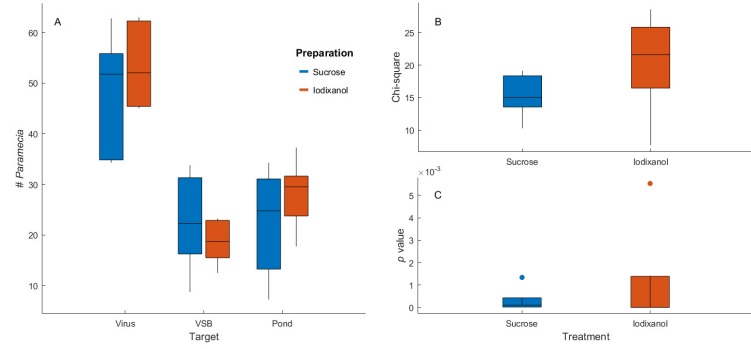 A
60
50
40
30
20
10
# Paramecia
Preparation
Sucrose
Iodixanol
Virus
VSB
Pond
Target
B
25
20
15
10
Chi-square
Sucrose
Iodixanol
× 10⁻³
C
5
4
3
2
1
0
p value
Sucrose
Iodixanol
Treatment